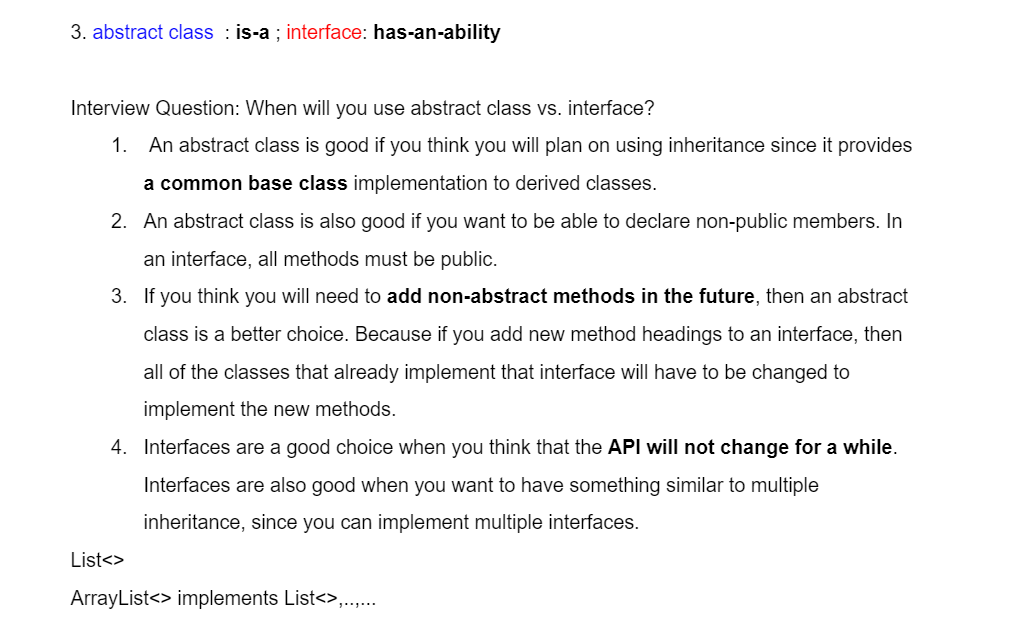 3. abstract class : is-a ; interface: has-an-ability
Interview Question: When will you use abstract class vs. interface?
1. An abstract class is good if you think you will plan on using inheritance since it provides
a common base class implementation to derived classes.
2. An abstract class is also good if you want to be able to declare non-public members. In
an interface, all methods must be public.
3. If you think you will need to add non-abstract methods in the future, then an abstract
class is a better choice. Because if you add new method headings to an interface, then
all of the classes that already implement that interface will have to be changed to
implement the new methods.
4. Interfaces are a good choice when you think that the API will not change for a while.
Interfaces are also good when you want to have something similar to multiple
inheritance, since you can implement multiple interfaces.
List<>
ArrayList<> implements List<>,..,...